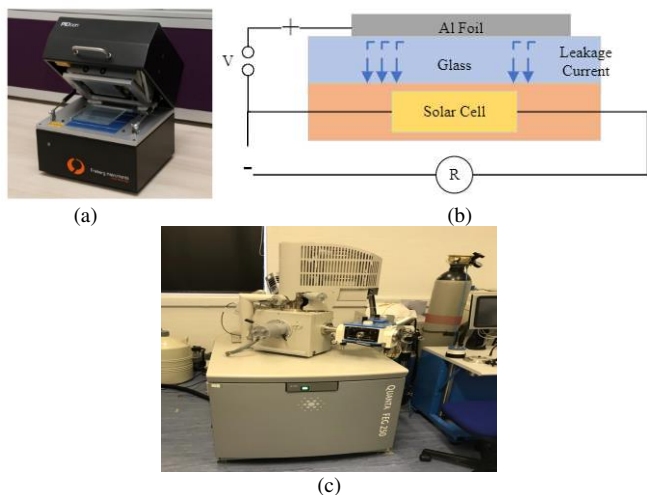 +
Al Foil
V
Glass
Leakage
Current
Solar Cell
-
R
(a)
(b)
QUANTA FEG 250
(c)